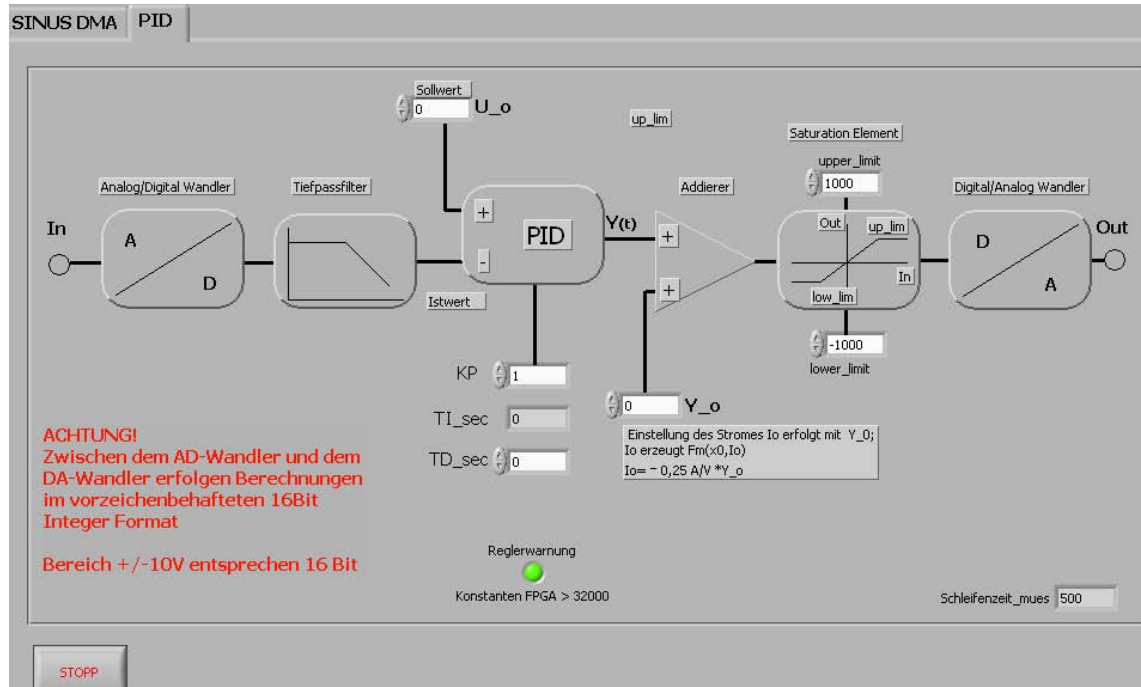 SINUS DMA PID
Sollwert
0 U_o
up_lim
Saturation Element
upper_limit
1000
Analog/Digital Wandler
Tiefpassfilter
Addierer
Digital/Analog Wandler
In
A
D
+
-
PID
Y(t)
+
+
Out
up_lim
In
low_lim
D
A
Out
Istwert
-1000
lower_limit
KP 1
TI_sec 0
TD_sec 0
0 Y_o
Einstellung des Stromes Io erfolgt mit Y_0;
Io erzeugt Fm(x0,Io)
Io= - 0,25 A/V *Y_o
ACHTUNG!
Zwischen dem AD-Wandler und dem
DA-Wandler erfolgen Berechnungen
im vorzeichenbehafteten 16Bit
Integer Format
Bereich +/-10V entsprechen 16 Bit
Reglerwarnung
Konstanten FPGA > 32000
Schleifenzeit_mues 500
STOPP